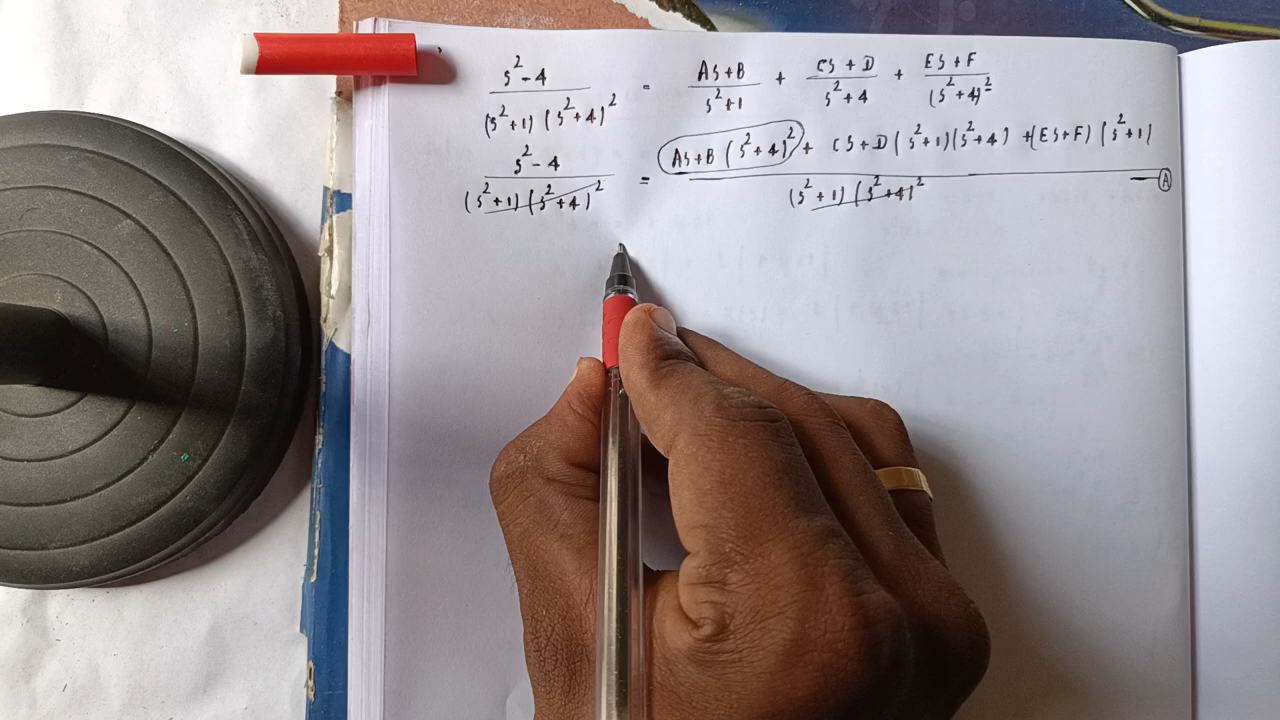 s²-4 / (s²+1) (s²+4)² = As+B / s²+1 + Cs+D / s²+4 + Es+F / (s²+4)²
s²-4 / (s²+1) (s²+4)² = As+B (s²+4)² + Cs+D (s²+1)(s²+4) + (Es+F) (s²+1) / (s²+1) (s²+4)² — A